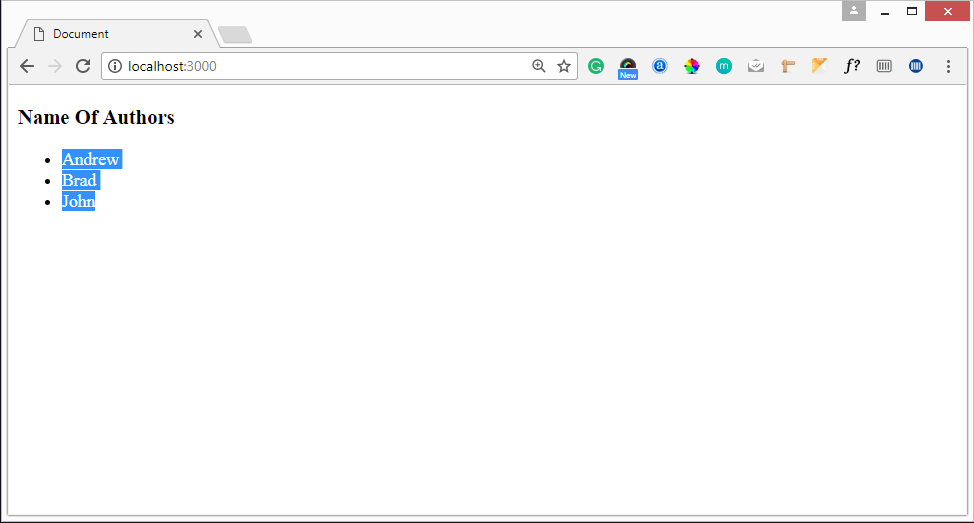 Document
localhost:3000
New
a
m
f?
Name Of Authors
Andrew
Brad
John